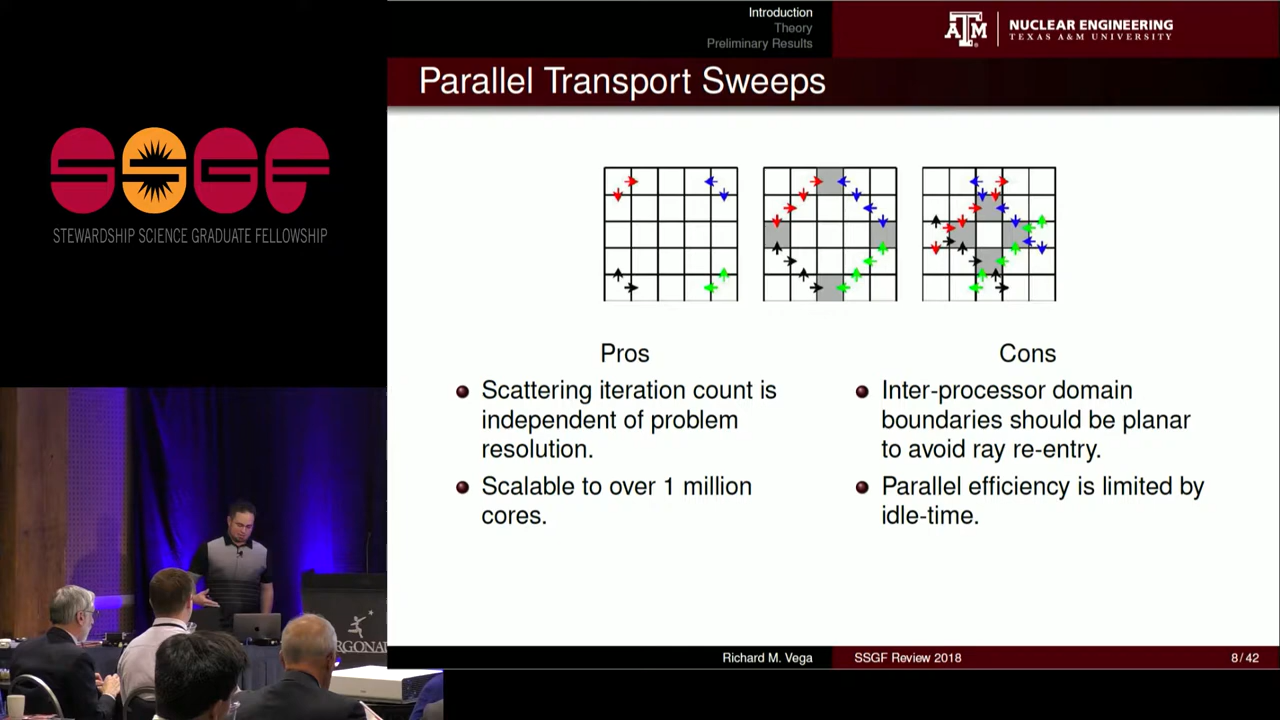 Introduction
Theory
Preliminary Results
ATM NUCLEAR ENGINEERING
TEXAS A&M UNIVERSITY
Parallel Transport Sweeps
SSGF
STEWARDSHIP SCIENCE GRADUATE FELLOWSHIP
Pros
Scattering iteration count is
independent of problem
resolution.
Scalable to over 1 million
cores.
Cons
Inter-processor domain
boundaries should be planar
to avoid ray re-entry.
Parallel efficiency is limited by
idle-time.
RGONA
Richard M. Vega
SSGF Review 2018
8 / 42